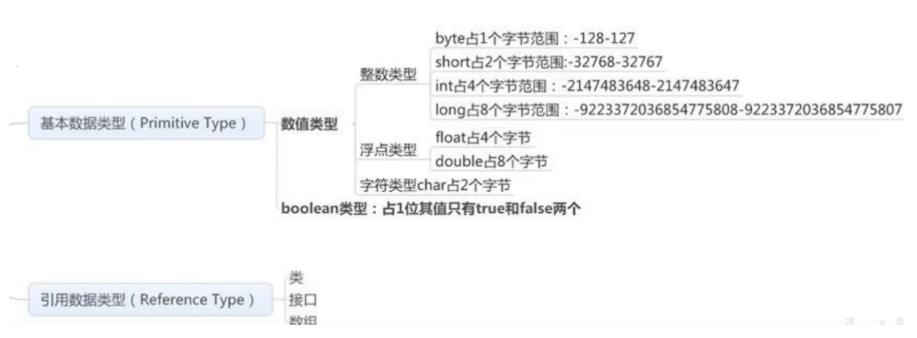 byte占1个字节范围：-128-127
short占2个字节范围:-32768-32767
整数类型
int占4个字节范围：-2147483648-2147483647
long占8个字节范围：-9223372036854775808-9223372036854775807
基本数据类型（Primitive Type）
数值类型
float占4个字节
浮点类型
double占8个字节
字符类型char占2个字节
boolean类型：占1位其值只有true和false两个
类
引用数据类型（Reference Type）
接口
数组